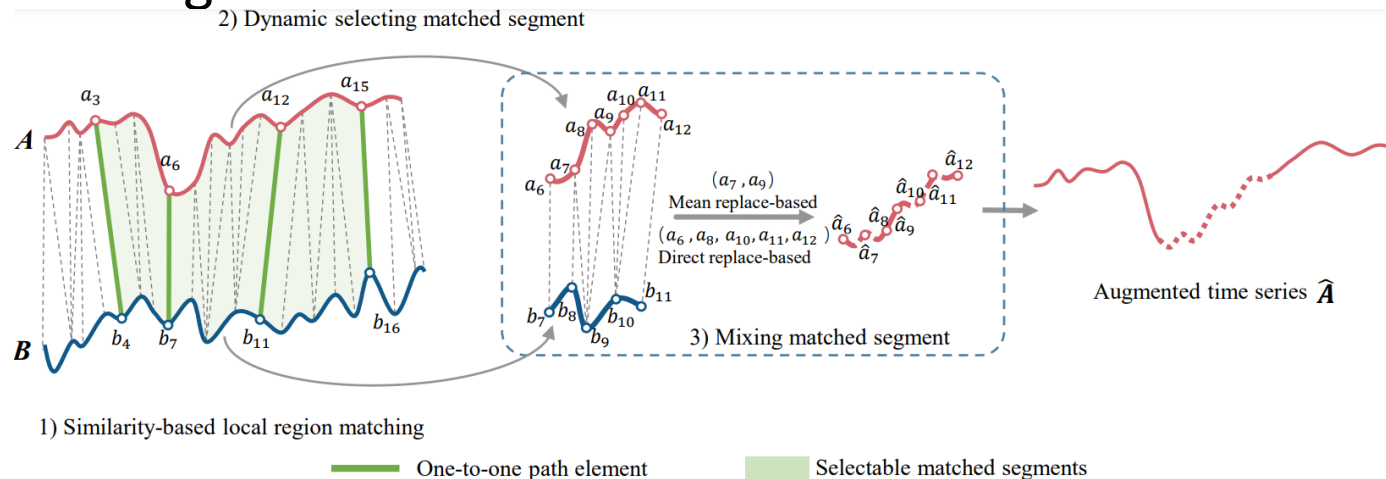 g
2) Dynamic selecting matched segment
a₃
a₁₂
a₁₅
A
a₆
B
b₄
b₇
b₁₁
b₁₆
a₆
a₇
a₈
a₉
a₁₀
a₁₁
a₁₂
b₇
b₈
b₉
b₁₀
b₁₁
(a₇ , a₉)
Mean replace-based
(a₆ , a₈, a₁₀, a₁₁, a₁₂ )
Direct replace-based
â₆
â₇
â₈
â₉
â₁₀
â₁₁
â₁₂
3) Mixing matched segment
Augmented time series Â
1) Similarity-based local region matching
One-to-one path element
Selectable matched segments